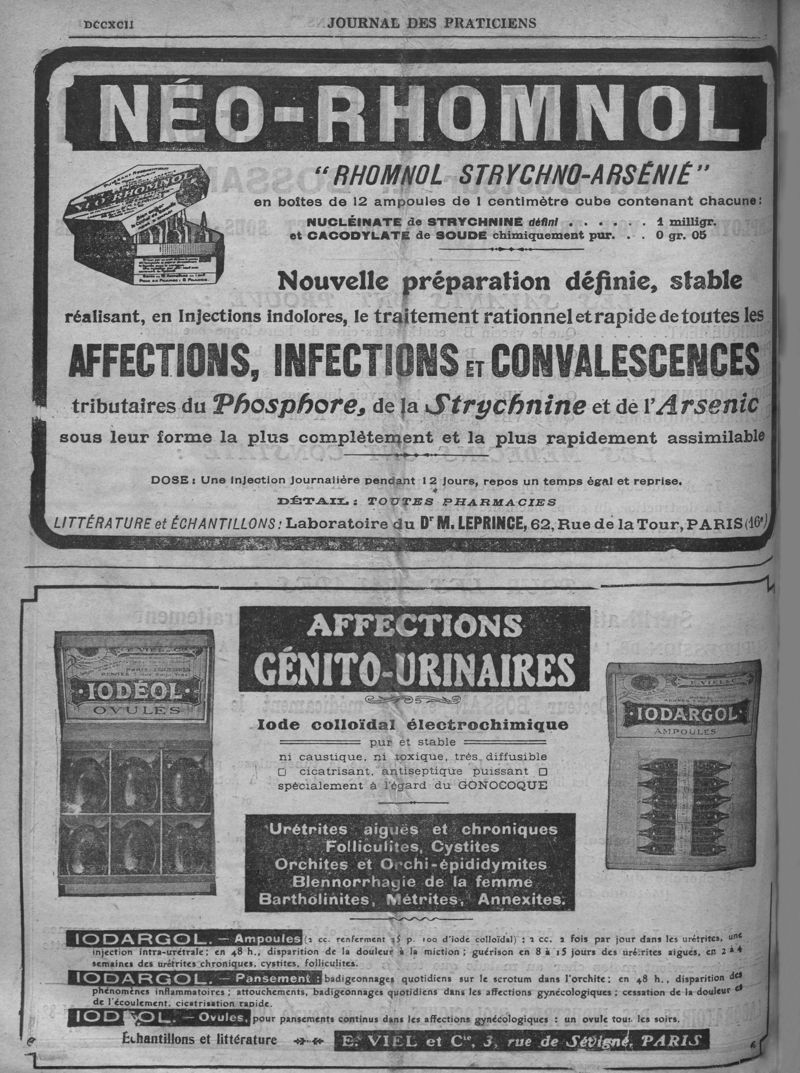 DCCXCII
JOURNAL DES PRATICIENS
NÉO-RHOMNOL
"RHOMNOL STRYCHNO-ARSÉNIÉ"
en boîtes de 12 ampoules de 1 centimètre cube contenant chacune:
NUCLÉINATE de STRYCHNINE défini . . . . . . 1 milligr.
et CACODYLATE de SOUDE chimiquement pur. . . 0 gr. 05
NEO-RHOMNOL
Nouvelle préparation définie, stable
réalisant, en Injections indolores, le traitement rationnel et rapide de toutes les
AFFECTIONS, INFECTIONS ET CONVALESCENCES
tributaires du Phosphore, de la Strychnine et de l'Arsenic
sous leur forme la plus complètement et la plus rapidement assimilable
DOSE: Une Injection Journalière pendant 12 Jours, repos un temps égal et reprise.
DÉTAIL: TOUTES PHARMACIES
LITTÉRATURE et ÉCHANTILLONS: Laboratoire du Dr M. LEPRINCE, 62, Rue de la Tour, PARIS (16e)
AFFECTIONS
GÉNITO-URINAIRES
E. VIEL & Cie
IODÉOL
OVULES
Iode colloïdal électrochimique
pur et stable
ni caustique, ni toxique, très diffusible
cicatrisant, antiseptique puissant
spécialement à l'égard du GONOCOQUE
E. VIEL & C
IODARGOL
AMPOULES
Urétrites aiguës et chroniques
Folliculites, Cystites
Orchites et Orchi-épididymites
Blennorrhagie de la femme
Bartholinites, Métrites, Annexites.
IODARGOL. — Ampoules (2 cc. renferment 35 p. 100 d'iode colloïdal) : 2 cc. 2 fois par jour dans les urétrites, une
injection intra-urétrale; en 48 h., disparition de la douleur à la miction; guérison en 8 à 15 jours des urétrites aiguës, en 2 à 4
semaines des urétrites chroniques, cystites, folliculites.
IODARGOL. — Pansement : badigeonnages quotidiens sur le scrotum dans l'orchite; en 48 h., disparition des
phénomènes inflammatoires; attouchements, badigeonnages quotidiens dans les affections gynécologiques; cessation de la douleur et
de l'écoulement, cicatrisation rapide.
IODÉOL. — Ovules, pour pansements continus dans les affections gynécologiques : un ovule tous les soirs.
Échantillons et littérature E. VIEL et Cie, 3, rue de Sévigné, PARIS